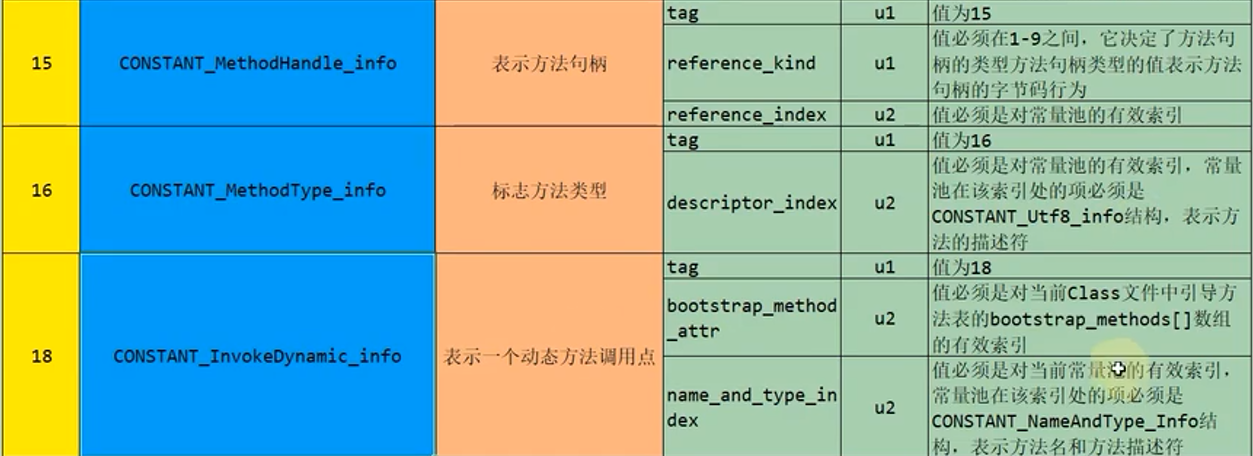 15
CONSTANT_MethodHandle_info
表示方法句柄
tag
u1
值为15
reference_kind
u1
值必须在1-9之间，它决定了方法句
柄的类型方法句柄类型的值表示方法
句柄的字节码行为
reference_index
u2
值必须是对常量池的有效索引
16
CONSTANT_MethodType_info
标志方法类型
tag
u1
值为16
descriptor_index
u2
值必须是对常量池的有效索引，常量
池在该索引处的项必须是
CONSTANT_Utf8_info结构，表示方
法的描述符
18
CONSTANT_InvokeDynamic_info
表示一个动态方法调用点
tag
u1
值为18
bootstrap_method
_attr
u2
值必须是对当前Class文件中引导方
法表的bootstrap_methods[]数组
的有效索引
name_and_type_in
dex
u2
值必须是对当前常量池的有效索引，
常量池在该索引处的项必须是
CONSTANT_NameAndType_Info结
构，表示方法名和方法描述符